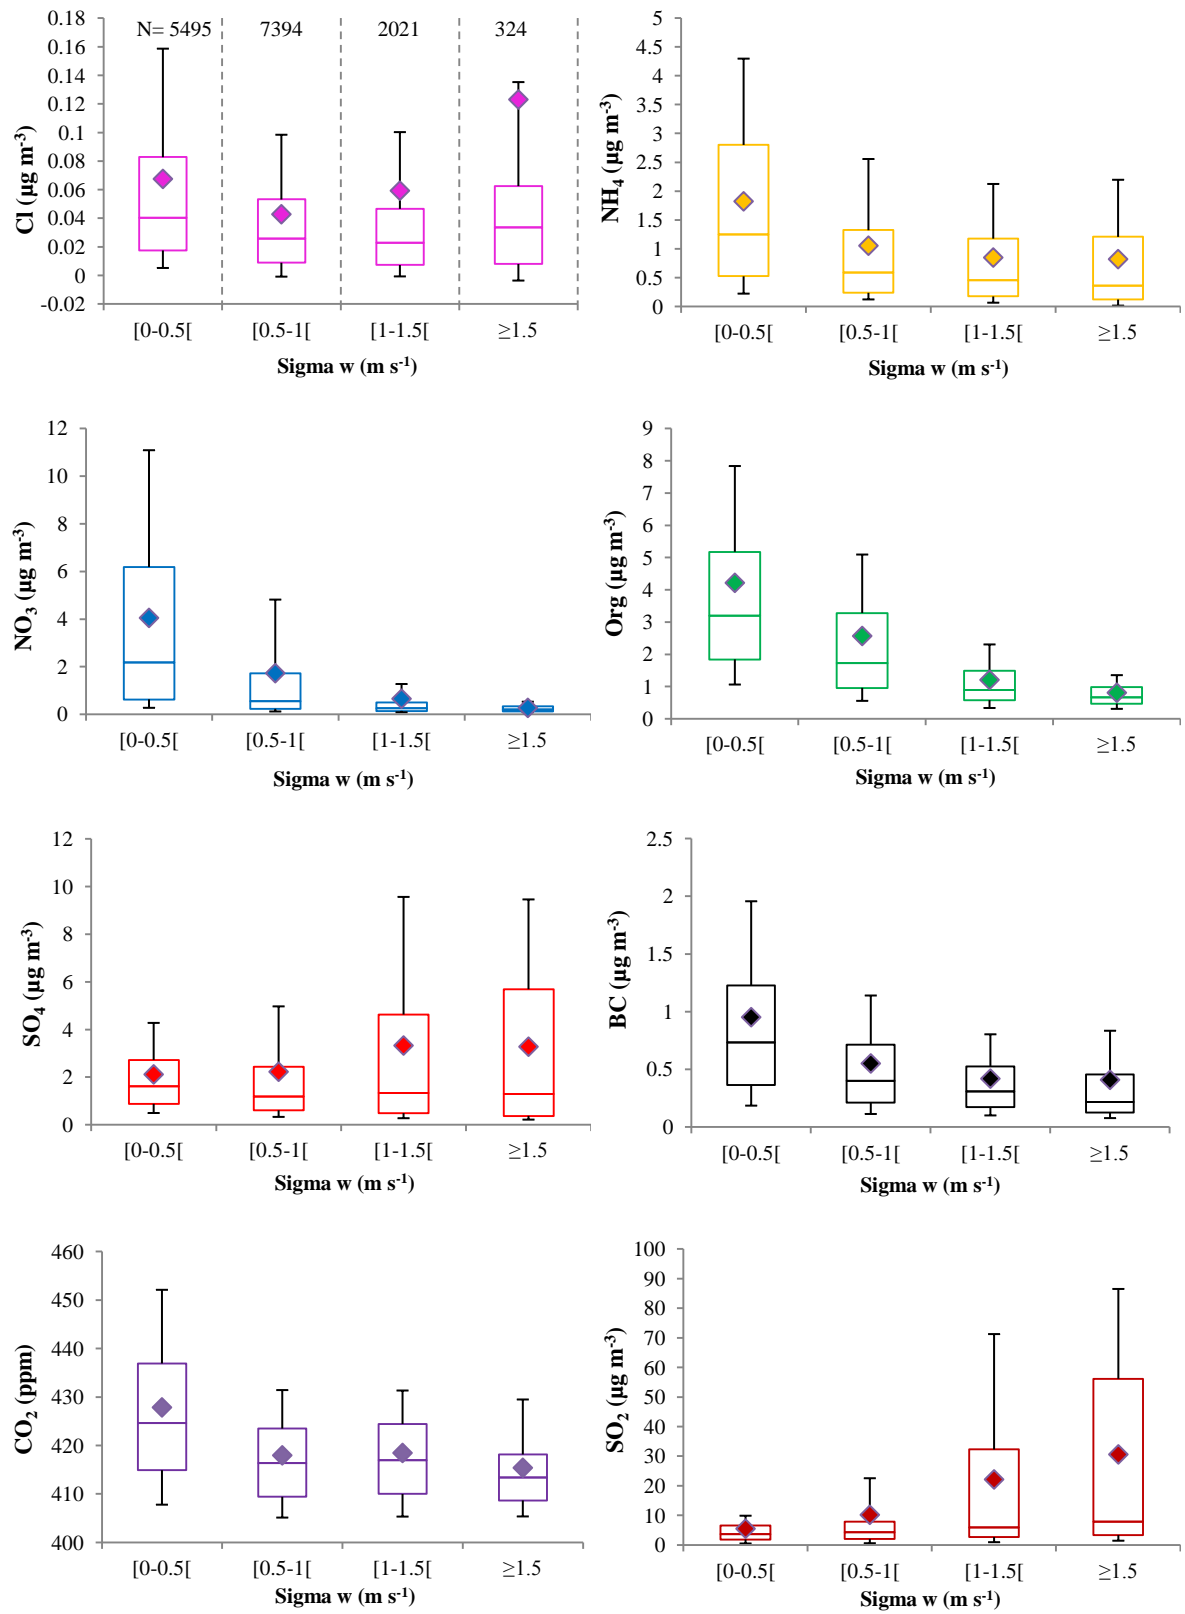 N= 5495 7394 2021 324
0.18
0.16
0.14
0.12
0.1
0.08
0.06
0.04
0.02
0
-0.02
Cl (µg m-3)
[0-0.5[ [0.5-1[ [1-1.5[ ≥1.5
Sigma w (m s-1)
5
4.5
4
3.5
3
2.5
2
1.5
1
0.5
0
NH4 (µg m-3)
[0-0.5[ [0.5-1[ [1-1.5[ ≥1.5
Sigma w (m s-1)
12
10
8
6
4
2
0
NO3 (µg m-3)
[0-0.5[ [0.5-1[ [1-1.5[ ≥1.5
Sigma w (m s-1)
9
8
7
6
5
4
3
2
1
0
Org (µg m-3)
[0-0.5[ [0.5-1[ [1-1.5[ ≥1.5
Sigma w (m s-1)
12
10
8
6
4
2
0
SO4 (µg m-3)
[0-0.5[ [0.5-1[ [1-1.5[ ≥1.5
Sigma w (m s-1)
2.5
2
1.5
1
0.5
0
BC (µg m-3)
[0-0.5[ [0.5-1[ [1-1.5[ ≥1.5
Sigma w (m s-1)
460
450
440
430
420
410
400
CO2 (ppm)
[0-0.5[ [0.5-1[ [1-1.5[ ≥1.5
Sigma w (m s-1)
100
90
80
70
60
50
40
30
20
10
0
SO2 (µg m-3)
[0-0.5[ [0.5-1[ [1-1.5[ ≥1.5
Sigma w (m s-1)